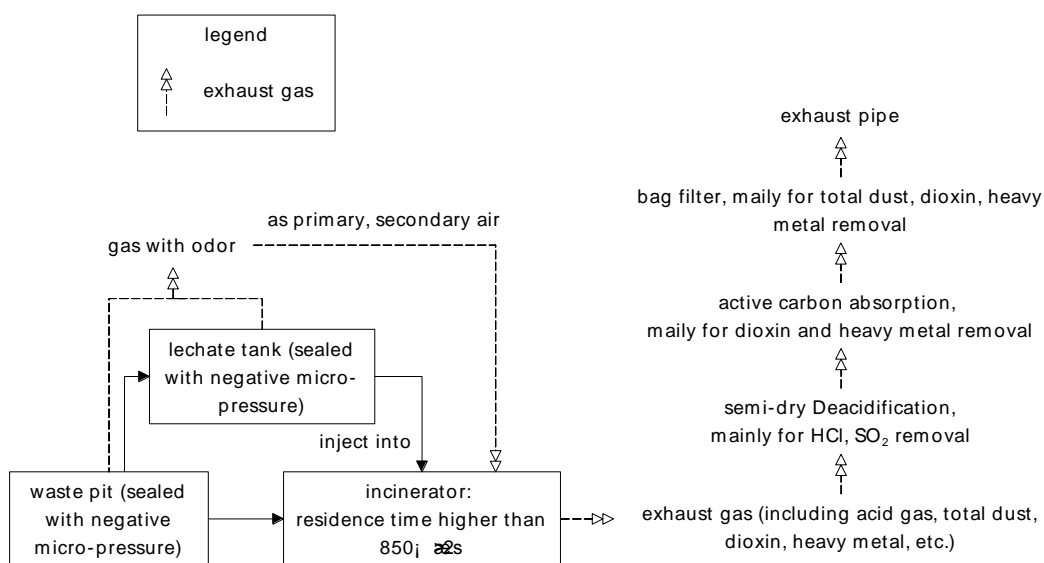 legend
exhaust gas
exhaust pipe
bag filter, maily for total dust, dioxin, heavy
metal removal
as primary, secondary air
gas with odor
active carbon absorption,
maily for dioxin and heavy metal removal
lechate tank (sealed
with negative micro-
pressure)
semi-dry Deacidification,
mainly for HCl, SO₂ removal
inject into
waste pit (sealed
with negative
micro-pressure)
incinerator:
residence time higher than
850¡
exhaust gas (including acid gas, total dust,
dioxin, heavy metal, etc.)